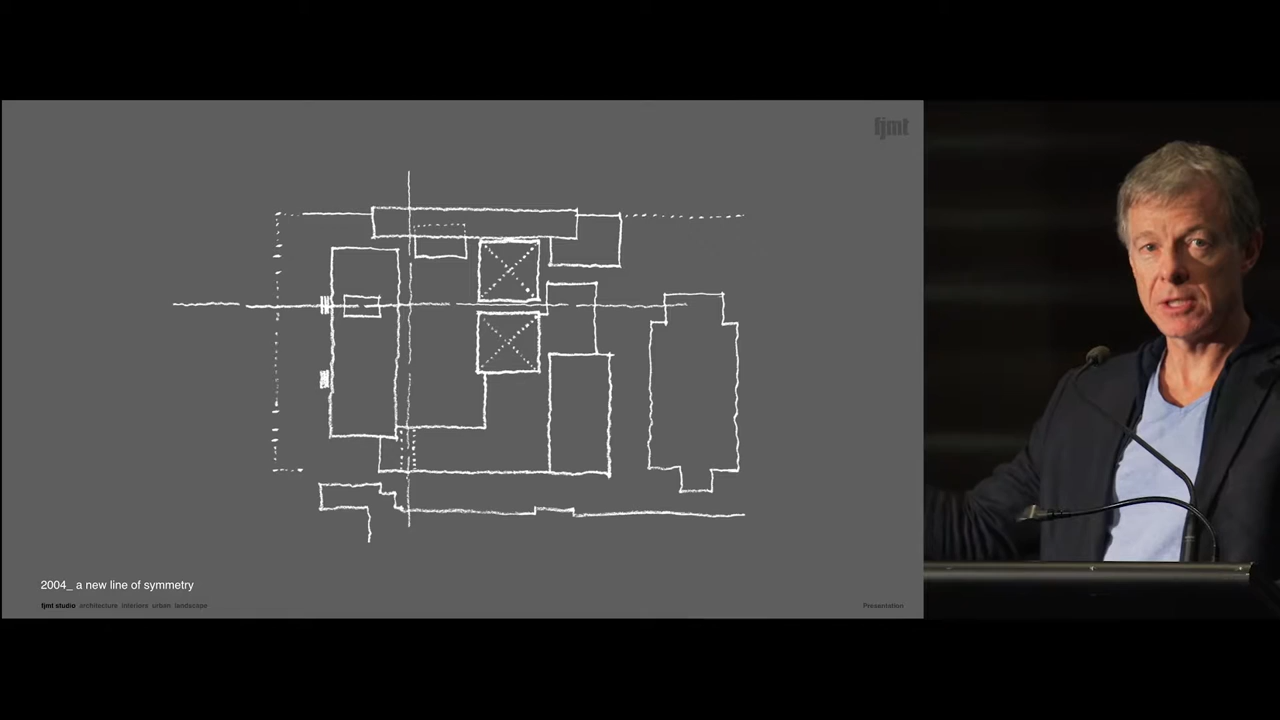 fjmt
2004_ a new line of symmetry
fjmt studio architecture interiors urban landscape
Presentation